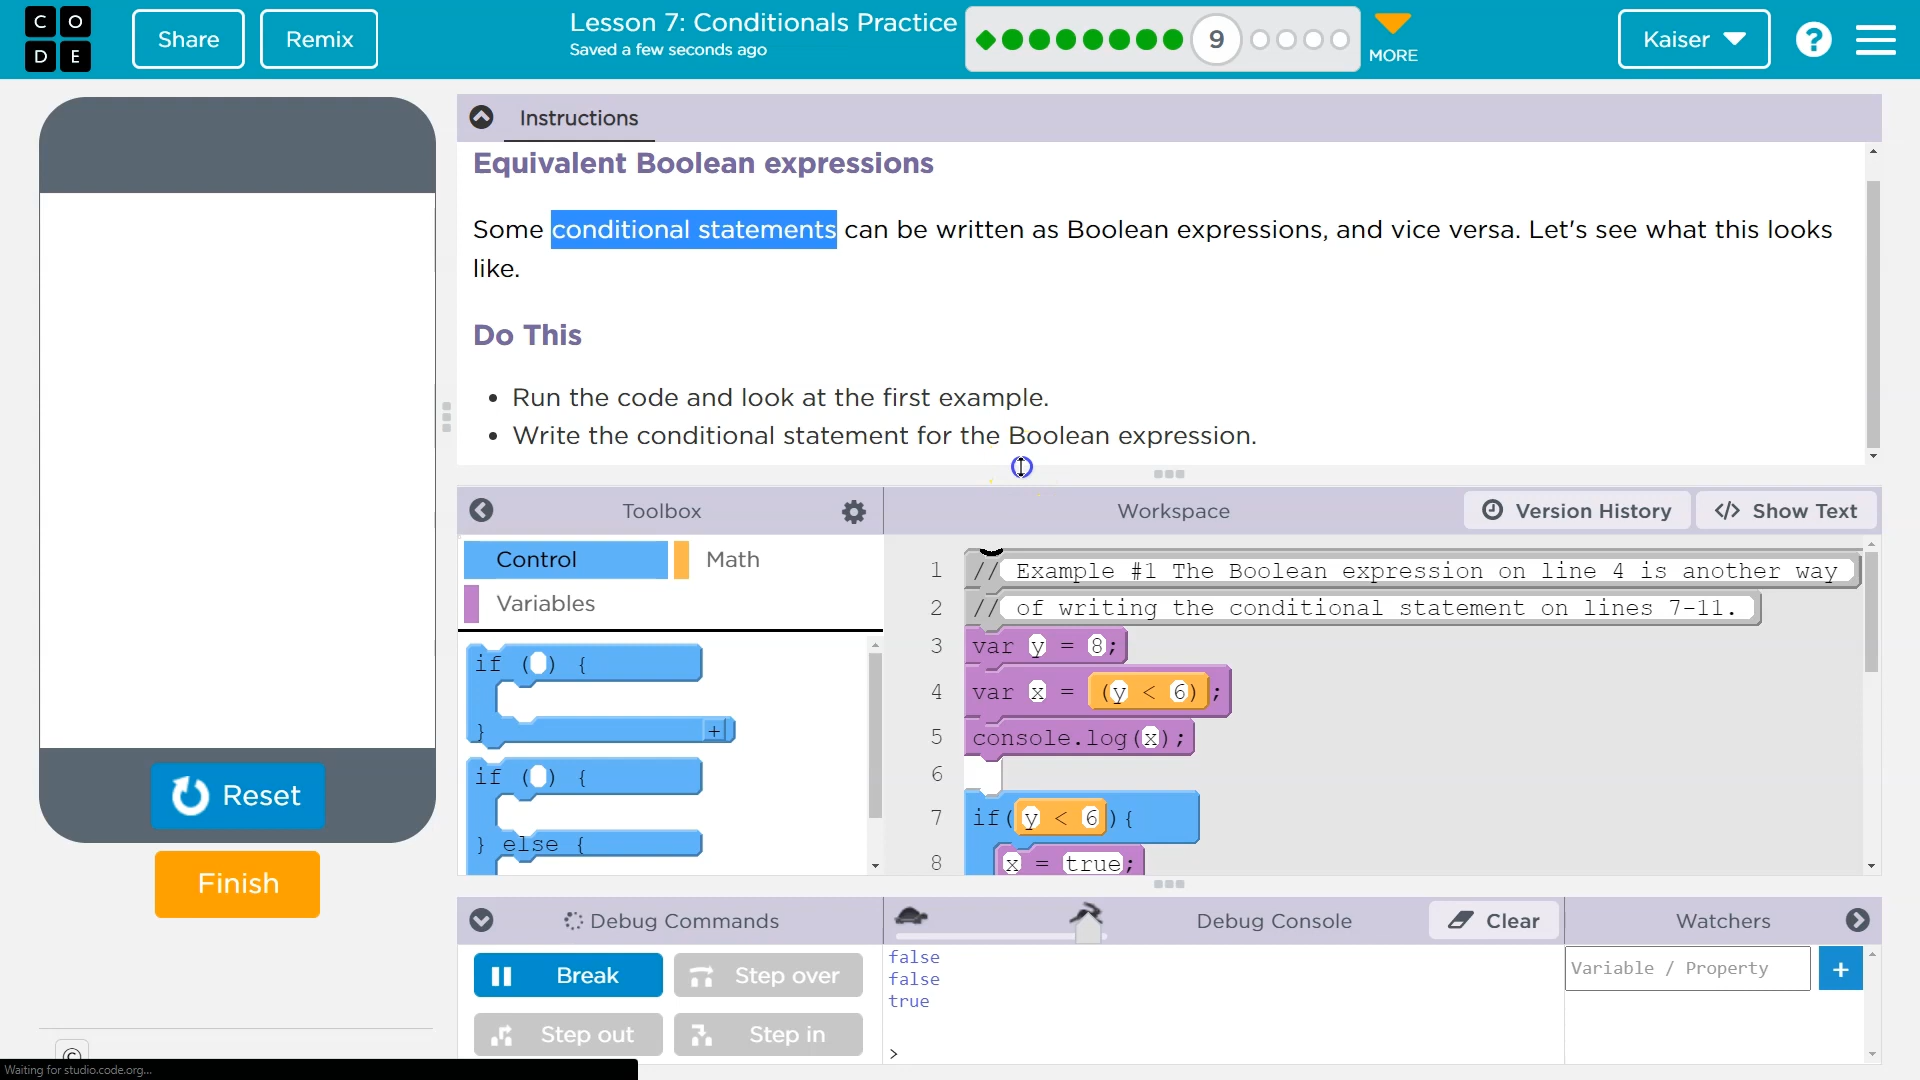 C O D E
Share
Remix
Lesson 7: Conditionals Practice
Saved a few seconds ago
9
MORE
Kaiser
?
Instructions
Equivalent Boolean expressions
Some conditional statements can be written as Boolean expressions, and vice versa. Let's see what this looks
like.
Do This
• Run the code and look at the first example.
• Write the conditional statement for the Boolean expression.
Toolbox
Workspace
Version History
</> Show Text
Control
Math
Variables
if () {
} +
if () {
} else {
1 // Example #1 The Boolean expression on line 4 is another way
2 // of writing the conditional statement on lines 7-11.
3 var y = 8;
4 var x = (y < 6);
5 console.log(x);
6
7 if(y < 6){
8 x = true;
Reset
Finish
Debug Commands
Debug Console
Clear
Watchers
Break
Step over
Step out
Step in
false
false
true
>
Variable / Property
+
©
Waiting for studio.code.org...